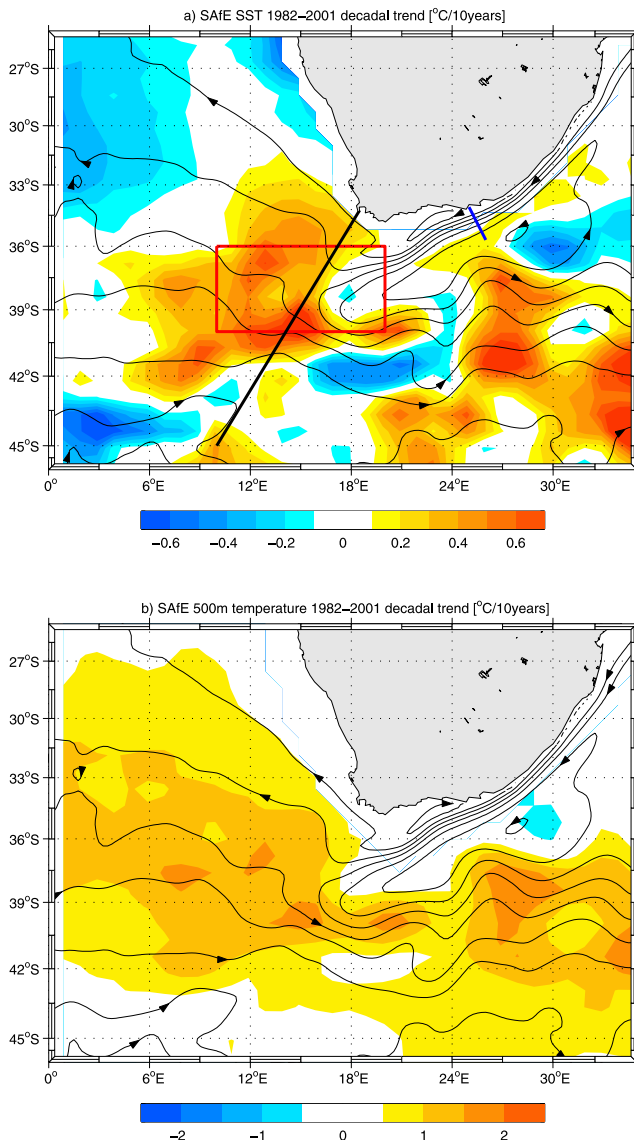 a) SAfE SST 1982−2001 decadal trend [°C/10years]
27°S
30°S
33°S
36°S
39°S
42°S
45°S
0° 6°E 12°E 18°E 24°E 30°E
−0.6 −0.4 −0.2 0 0.2 0.4 0.6
b) SAfE 500m temperature 1982−2001 decadal trend [°C/10years]
27°S
30°S
33°S
36°S
39°S
42°S
45°S
0° 6°E 12°E 18°E 24°E 30°E
−2 −1 0 1 2